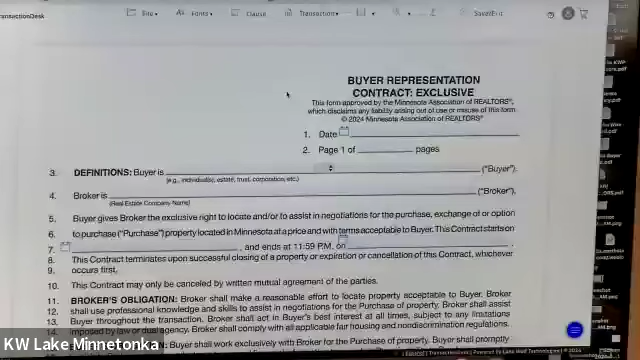 TransactionDesk
File
Fonts
Clause
Transaction
Save/Exit
BUYER REPRESENTATION
CONTRACT: EXCLUSIVE
This form approved by the Minnesota Association of REALTORS®,
which disclaims any liability arising out of use or misuse of this form.
© 2024 Minnesota Association of REALTORS®
1. Date
2. Page 1 of pages
3. DEFINITIONS: Buyer is ("Buyer").
(e.g., individual(s), estate, trust, corporation, etc.)
4. Broker is ("Broker").
(Real Estate Company Name)
5. Buyer gives Broker the exclusive right to locate and/or to assist in negotiations for the purchase, exchange of or option
6. to purchase ("Purchase") property located in Minnesota at a price and with terms acceptable to Buyer. This Contract starts on
7. , and ends at 11:59 P.M. on .
8. This Contract terminates upon successful closing of a property or expiration or cancellation of this Contract, whichever
9. occurs first.
10. This Contract may only be cancelled by written mutual agreement of the parties.
11. BROKER'S OBLIGATION: Broker shall make a reasonable effort to locate property acceptable to Buyer. Broker
12. shall use professional knowledge and skills to assist in negotiations for the Purchase of property. Broker shall assist
13. Buyer throughout the transaction. Broker shall act in Buyer's best interest at all times, subject to any limitations
14. imposed by law or dual agency. Broker shall comply with all applicable fair housing and nondiscrimination regulations.
Buyer shall work exclusively with Broker for the Purchase of property. Buyer shall promptly
KW Lake Minnetonka